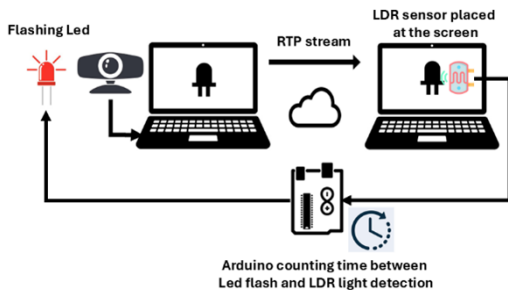 Flashing Led
RTP stream
LDR sensor placed
at the screen
Arduino counting time between
Led flash and LDR light detection